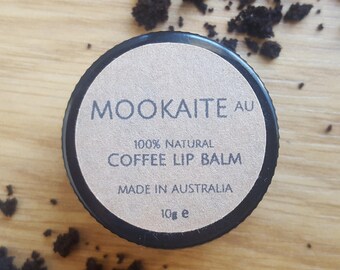 MOOKAITE AU
100% NATURAL
COFFEE LIP BALM
MADE IN AUSTRALIA
10g e